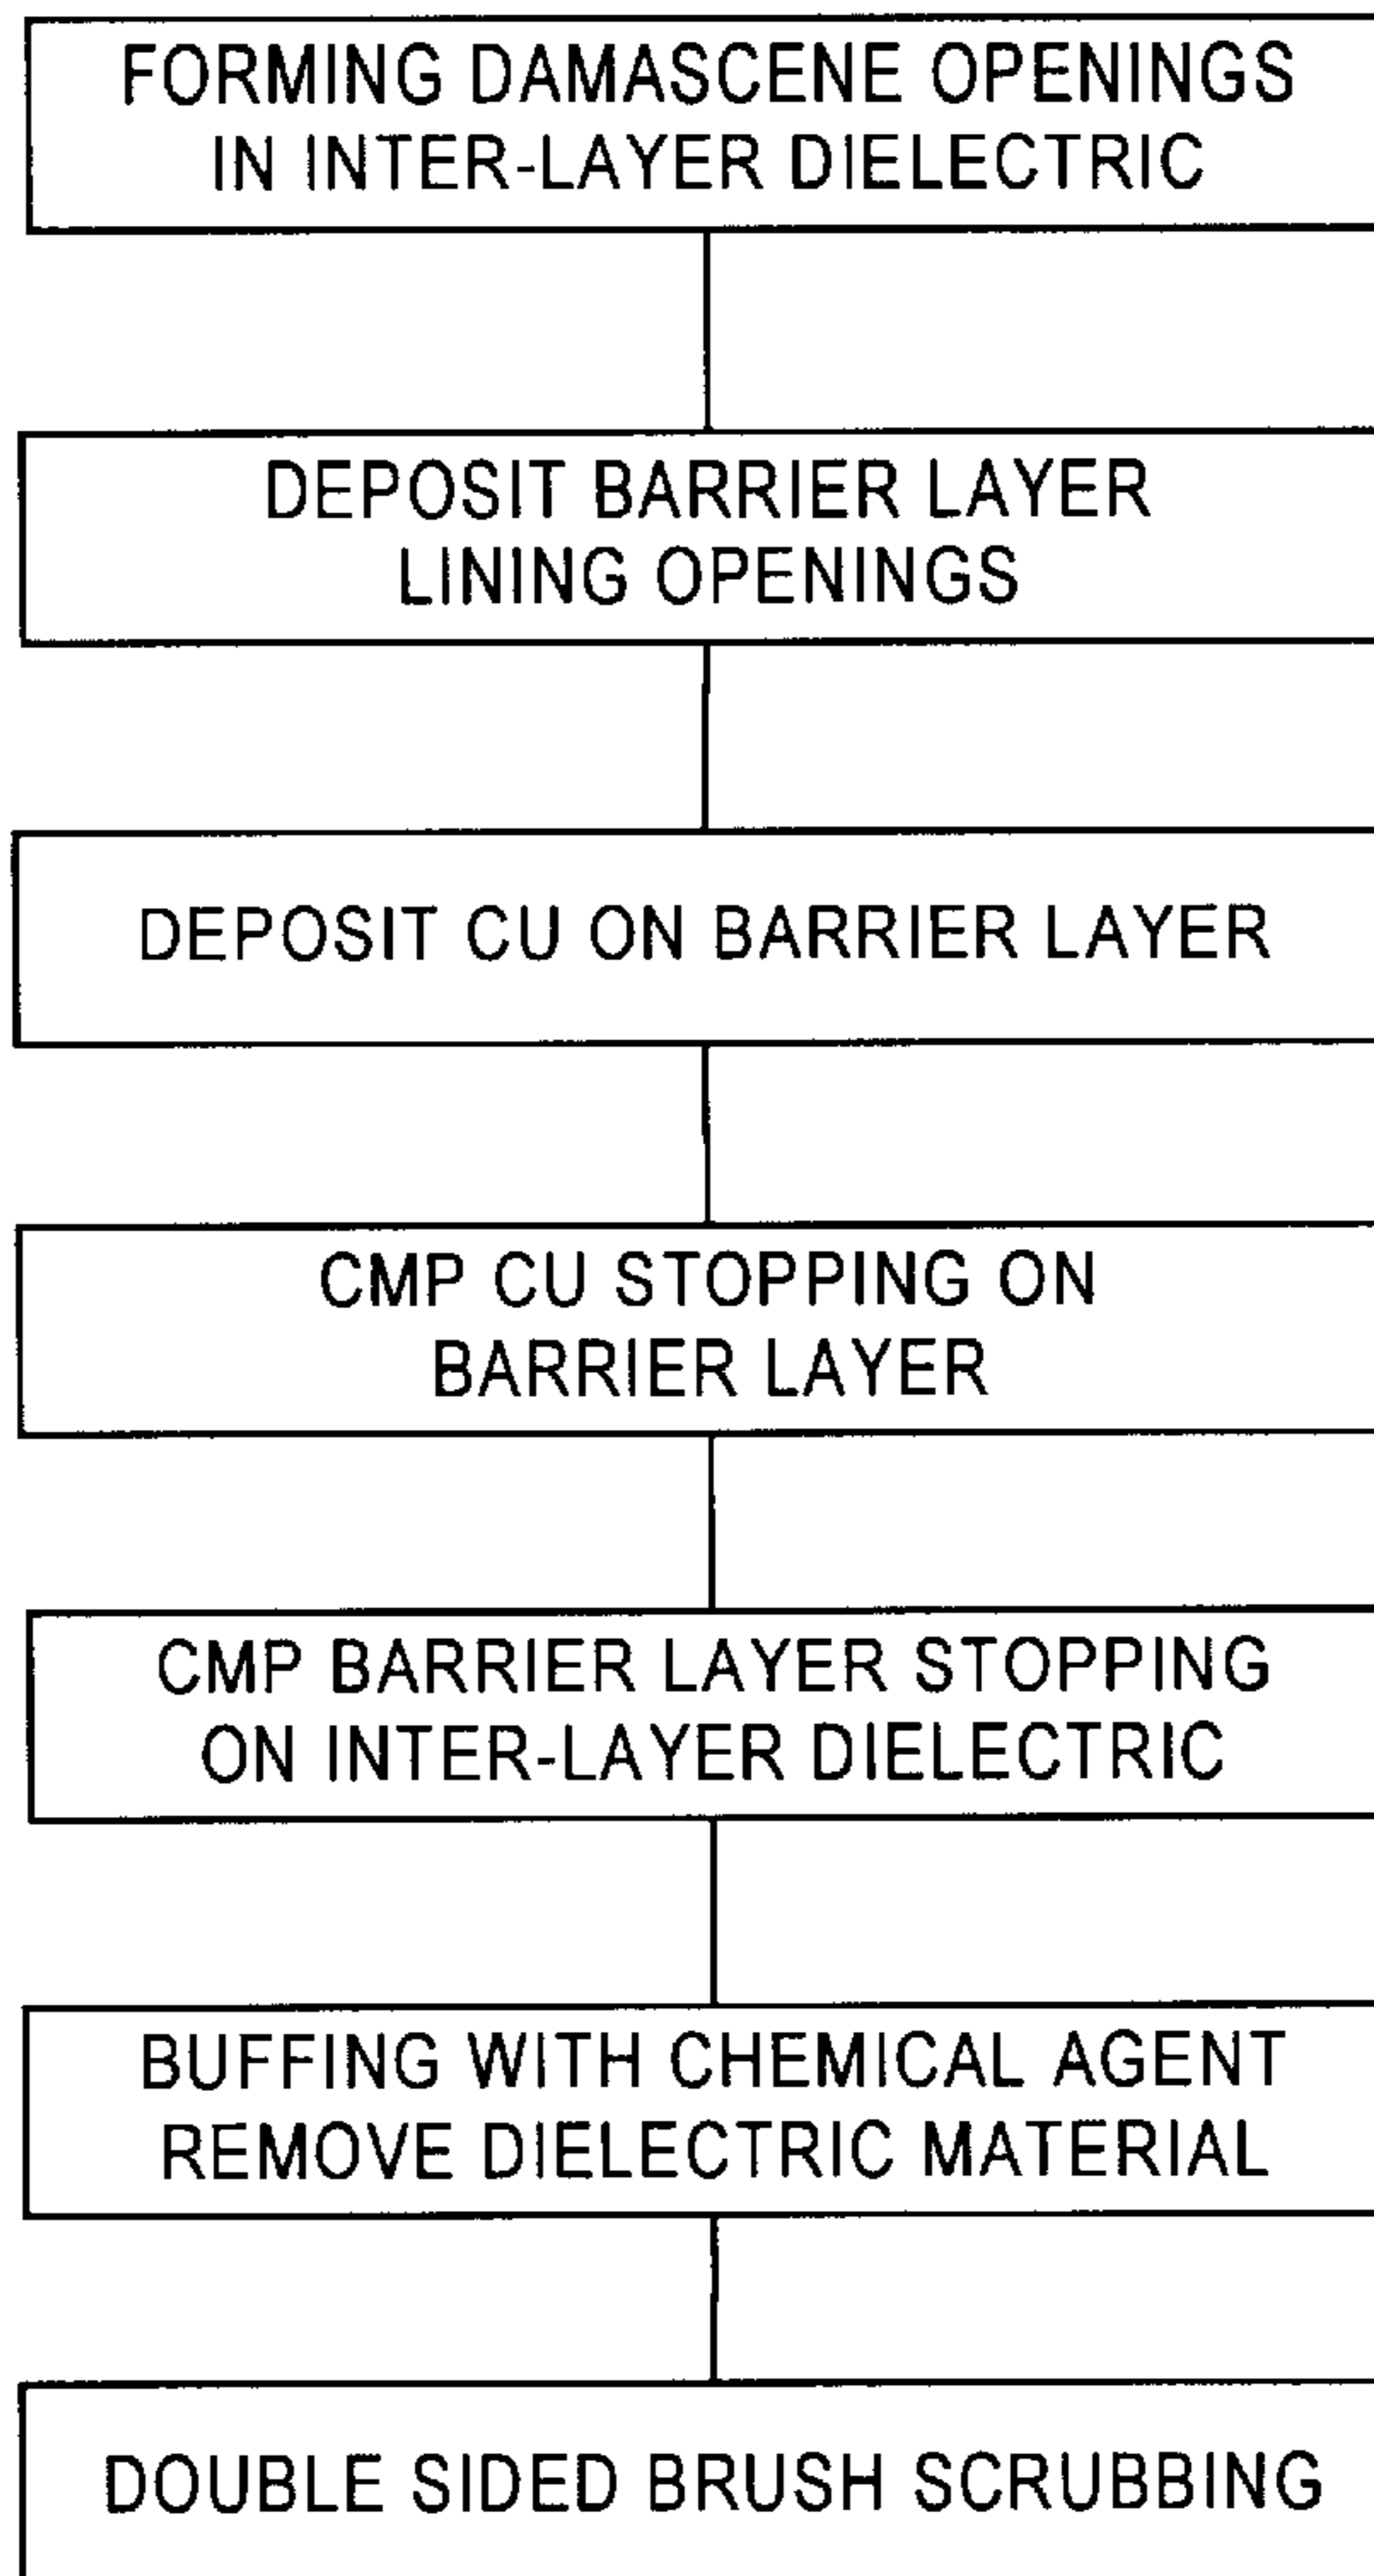 FORMING DAMASCENE OPENINGS
IN INTER-LAYER DIELECTRIC
DEPOSIT BARRIER LAYER
LINING OPENINGS
DEPOSIT CU ON BARRIER LAYER
CMP CU STOPPING ON
BARRIER LAYER
CMP BARRIER LAYER STOPPING
ON INTER-LAYER DIELECTRIC
BUFFING WITH CHEMICAL AGENT
REMOVE DIELECTRIC MATERIAL
DOUBLE SIDED BRUSH SCRUBBING